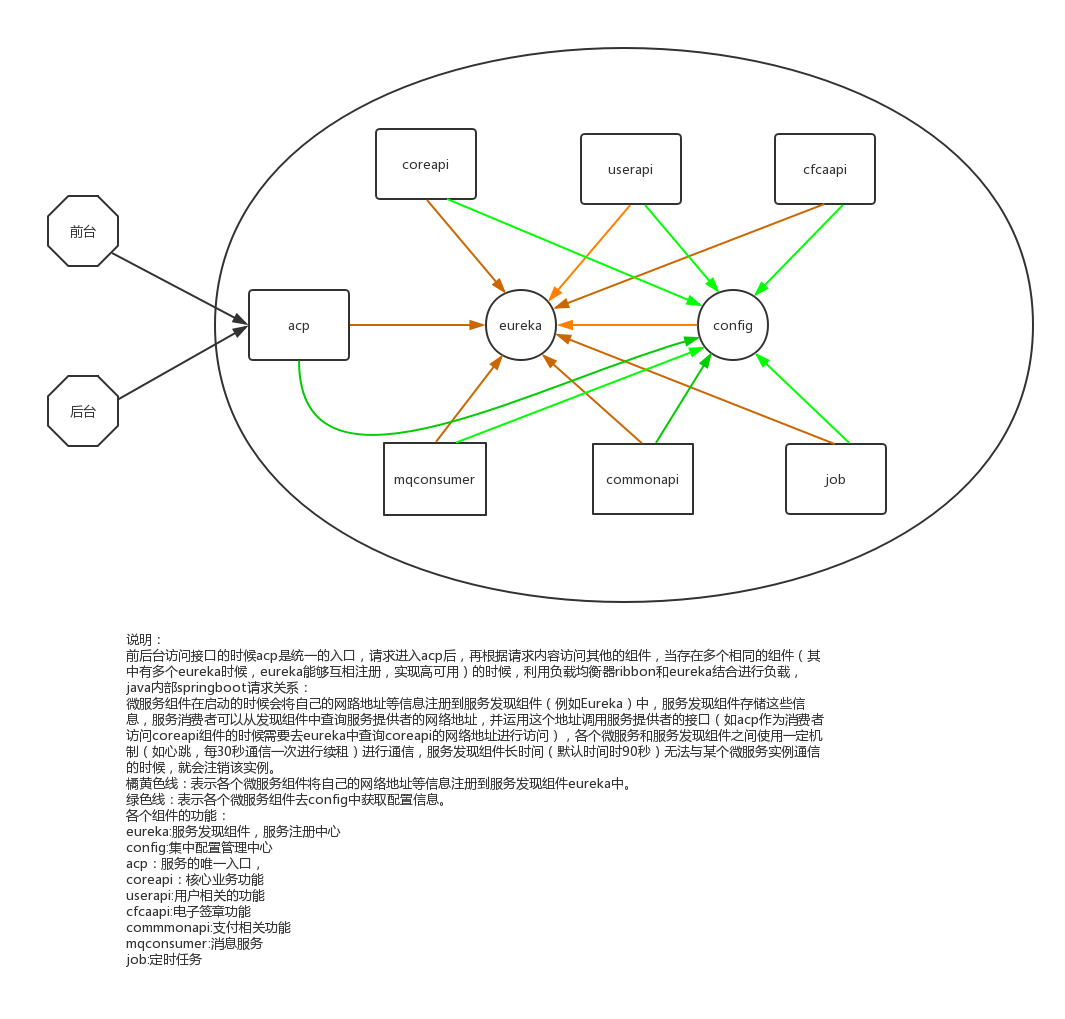 coreapi
userapi
cfcaapi
前台
acp
eureka
config
后台
mqconsumer
commonapi
job
说明：
前后台访问接口的时候acp是统一的入口，请求进入acp后，再根据请求内容访问其他的组件，当存在多个相同的组件（其
中有多个eureka时候，eureka能够互相注册，实现高可用）的时候，利用负载均衡器ribbon和eureka结合进行负载，
java内部springboot请求关系：
微服务组件在启动的时候会将自己的网路地址等信息注册到服务发现组件（例如Eureka）中，服务发现组件存储这些信
息，服务消费者可以从发现组件中查询服务提供者的网络地址，并运用这个地址调用服务提供者的接口（如acp作为消费者
访问coreapi组件的时候需要去eureka中查询coreapi的网络地址进行访问），各个微服务和服务发现组件之间使用一定机
制（如心跳，每30秒通信一次进行续租）进行通信，服务发现组件长时间（默认时间时90秒）无法与某个微服务实例通信
的时候，就会注销该实例。
橘黄色线：表示各个微服务组件将自己的网络地址等信息注册到服务发现组件eureka中。
绿色线：表示各个微服务组件去config中获取配置信息。
各个组件的功能：
eureka:服务发现组件，服务注册中心
config:集中配置管理中心
acp：服务的唯一入口，
coreapi：核心业务功能
userapi:用户相关的功能
cfcaapi:电子签章功能
commmonapi:支付相关功能
mqconsumer:消息服务
job:定时任务